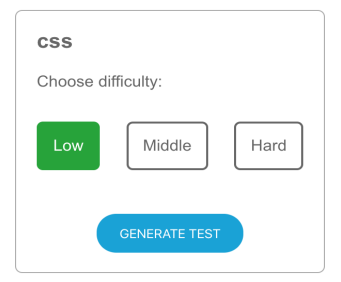 css
Choose difficulty:
Low Middle Hard
GENERATE TEST